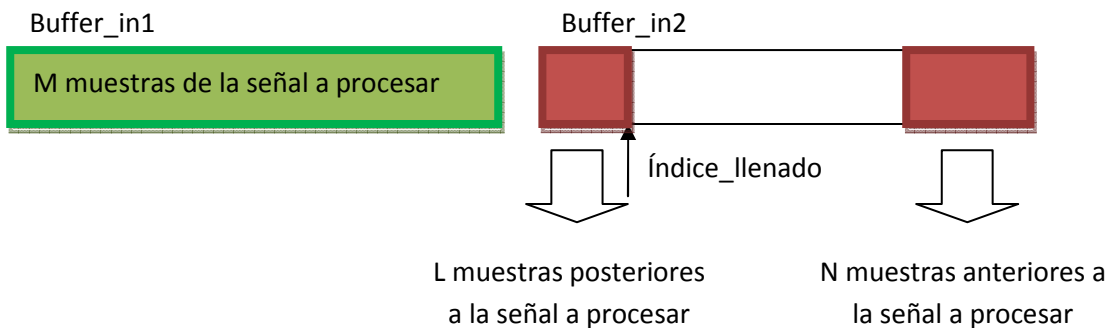 Buffer_in1
Buffer_in2
M muestras de la señal a procesar
Índice_llenado
L muestras posteriores
a la señal a procesar
N muestras anteriores a
la señal a procesar